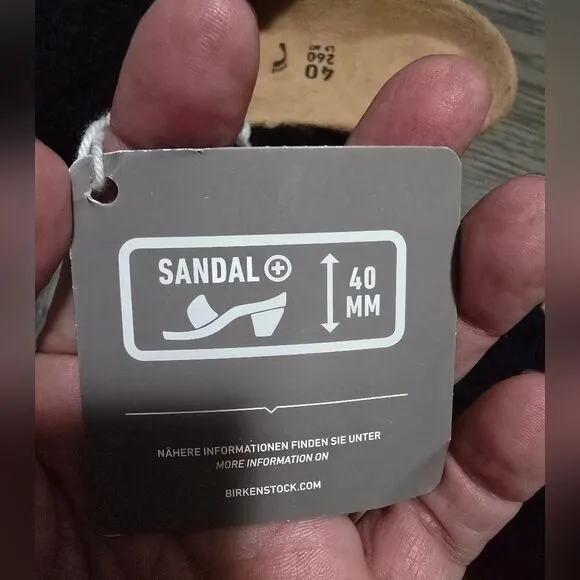 40
260
SANDAL
40
MM
NÄHERE INFORMATIONEN FINDEN SIE UNTER
MORE INFORMATION ON
BIRKENSTOCK.COM